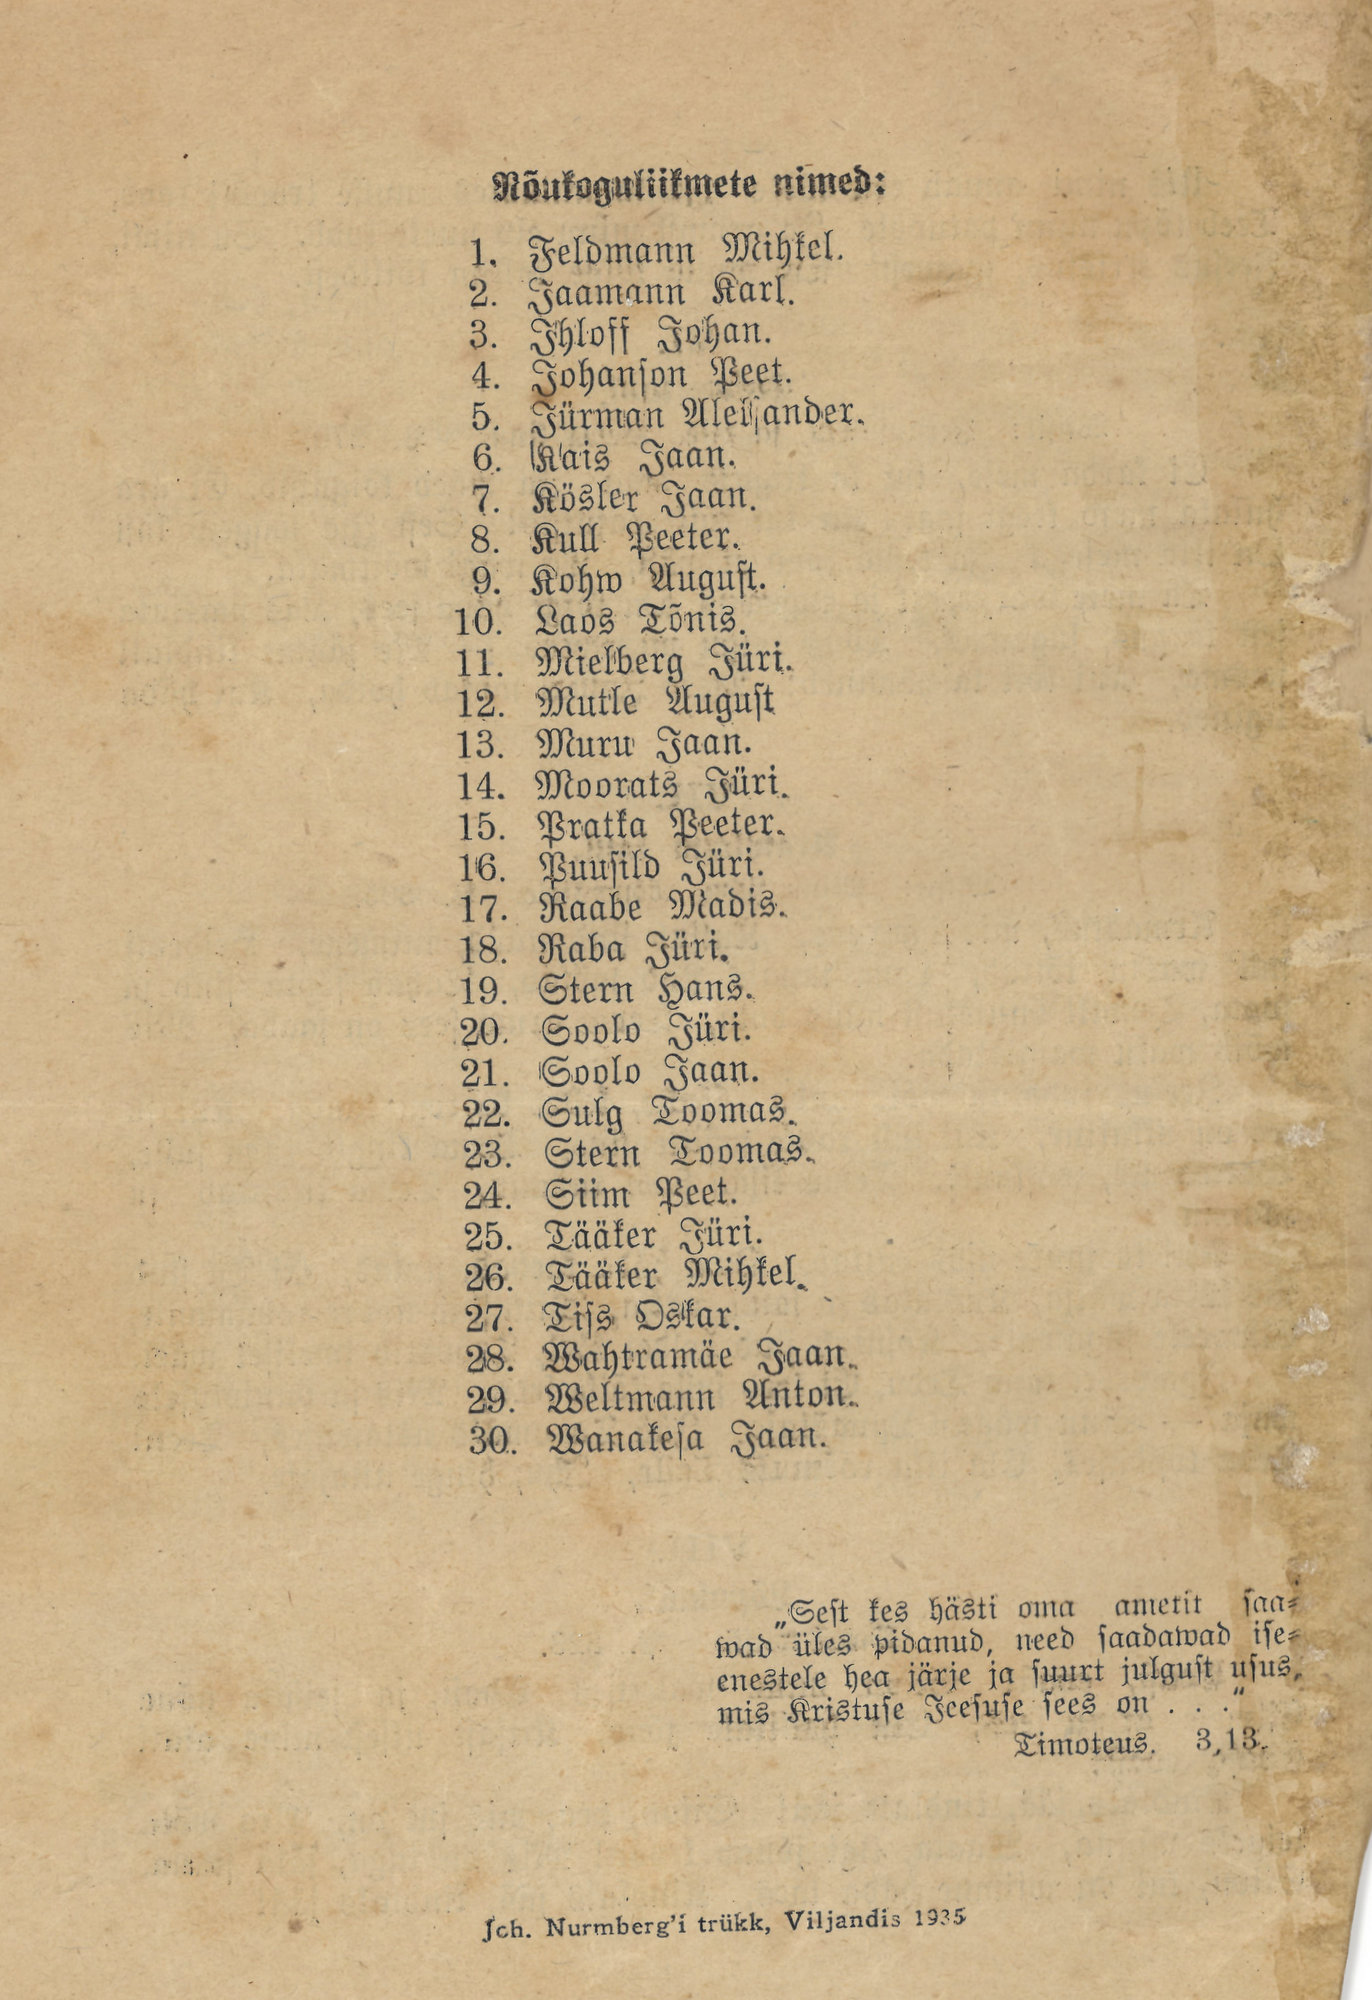 Nõukoguliikmete nimed:
1. Feldmann Mihkel.
2. Jaamann Karl.
3. Ihloff Johan.
4. Johanson Peet.
5. Jürman Aleksander.
6. Kais Jaan.
7. Kösler Jaan.
8. Kull Peeter.
9. Kohw August.
10. Laos Tõnis.
11. Mielberg Jüri.
12. Mutle August
13. Muru Jaan.
14. Moorats Jüri.
15. Pratka Peeter.
16. Puusild Jüri.
17. Raabe Madis.
18. Raba Jüri.
19. Stern Hans.
20. Soolo Jüri.
21. Soolo Jaan.
22. Sulg Toomas.
23. Stern Toomas.
24. Siim Peet.
25. Tääker Jüri.
26. Tääker Mihkel.
27. Tiss Oskar.
28. Wahtramäe Jaan.
29. Weltmann Anton.
30. Wanakesa Jaan.
„Sest kes hästi oma ametit saa-
wad üles pidanud, need saadawad ise-
enestele hea järje ja suurt julgust usus,
mis Kristuse Jeesuse sees on . . .“
Timoteus. 3,13.
Joh. Nurmberg'i trükk, Viljandis 1935